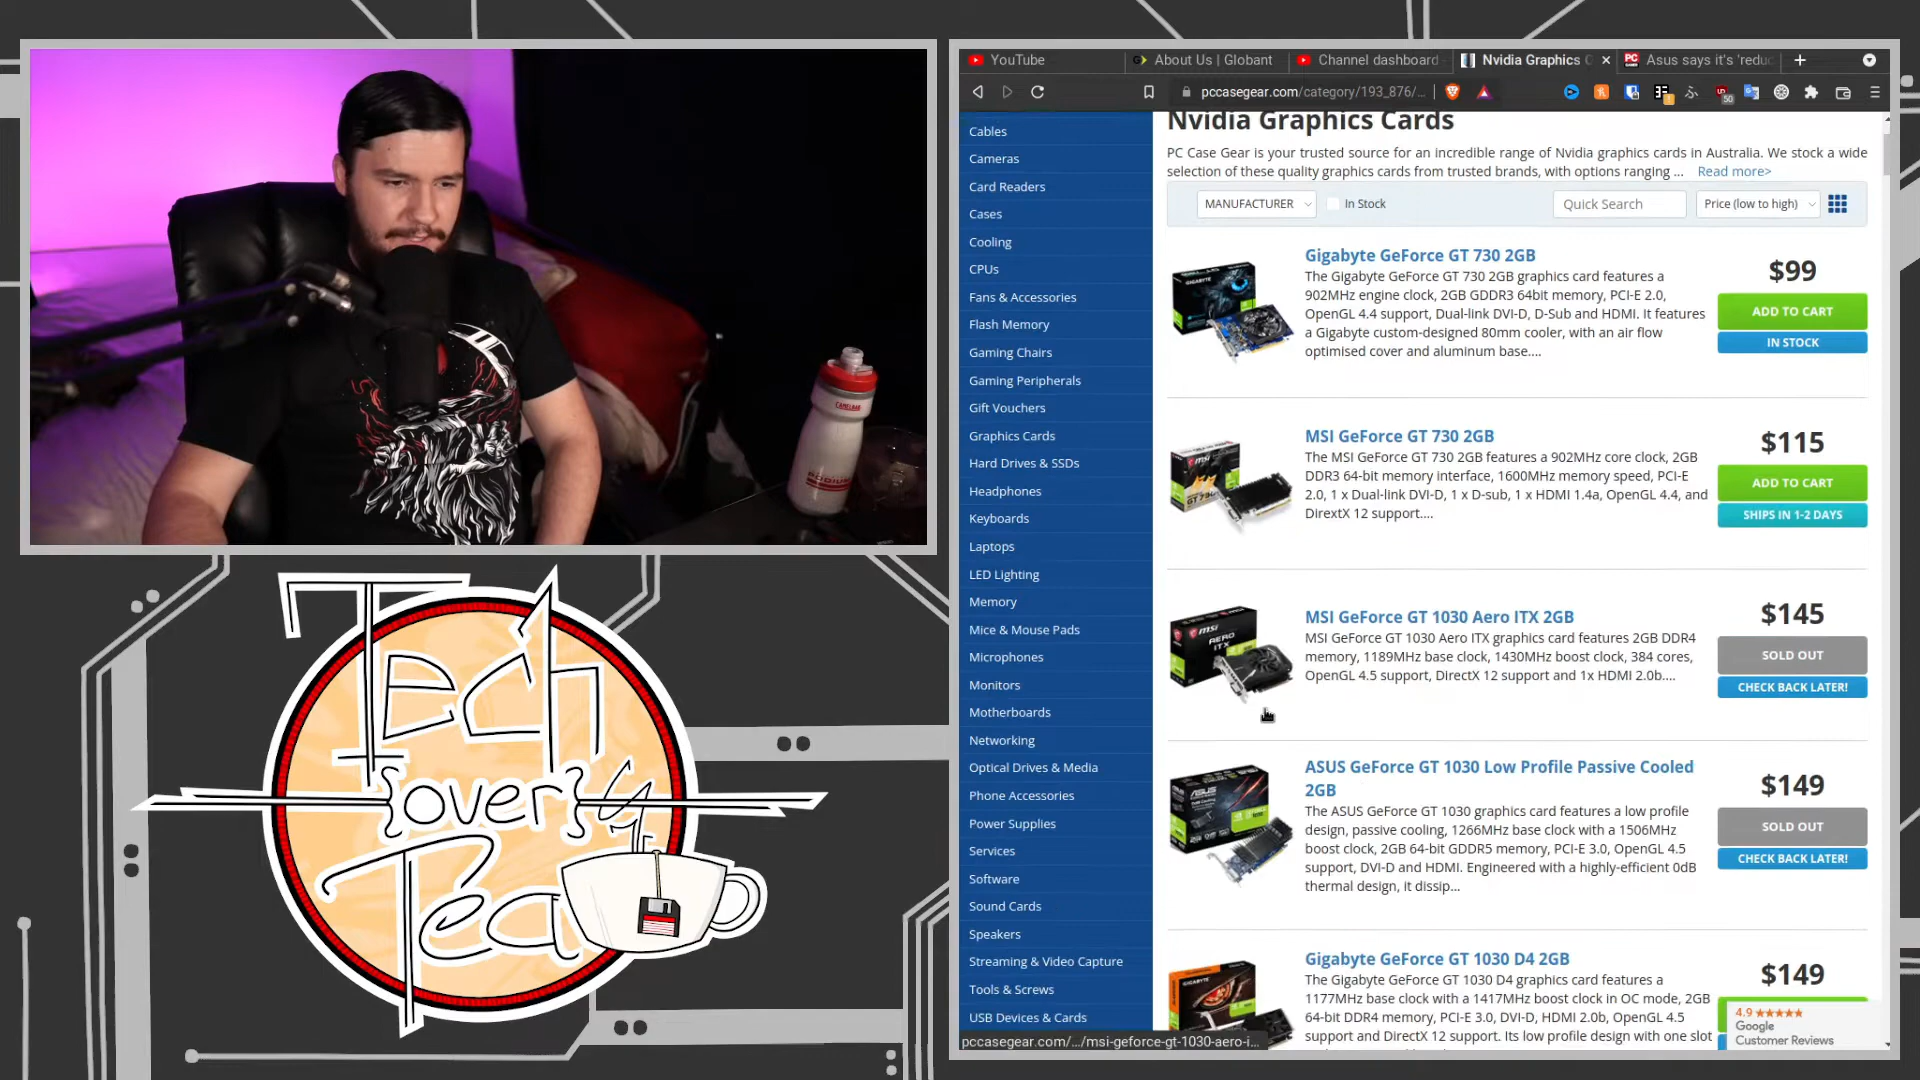 YouTube
About Us | Globant
Channel dashboard
Nvidia Graphics C
Asus says it's 'reduc
pccasegear.com/category/193_876/...
50
Cables
Cameras
Card Readers
Cases
Cooling
CPUs
Fans & Accessories
Flash Memory
Gaming Chairs
Gaming Peripherals
Gift Vouchers
Graphics Cards
Hard Drives & SSDs
Headphones
Keyboards
Laptops
LED Lighting
Memory
Mice & Mouse Pads
Microphones
Monitors
Motherboards
Networking
Optical Drives & Media
Phone Accessories
Power Supplies
Services
Software
Sound Cards
Speakers
Streaming & Video Capture
Tools & Screws
USB Devices & Cards
pccasegear.com/.../msi-geforce-gt-1030-aero-i...
Nvidia Graphics Cards
PC Case Gear is your trusted source for an incredible range of Nvidia graphics cards in Australia. We stock a wide
selection of these quality graphics cards from trusted brands, with options ranging ... Read more>
MANUFACTURER
In Stock
Quick Search
Price (low to high)
Gigabyte GeForce GT 730 2GB
The Gigabyte GeForce GT 730 2GB graphics card features a
902MHz engine clock, 2GB GDDR3 64bit memory, PCI-E 2.0,
OpenGL 4.4 support, Dual-link DVI-D, D-Sub and HDMI. It features
a Gigabyte custom-designed 80mm cooler, with an air flow
optimised cover and aluminum base....
$99
ADD TO CART
IN STOCK
MSI GeForce GT 730 2GB
The MSI GeForce GT 730 2GB features a 902MHz core clock, 2GB
DDR3 64-bit memory interface, 1600MHz memory speed, PCI-E
2.0, 1 x Dual-link DVI-D, 1 x D-sub, 1 x HDMI 1.4a, OpenGL 4.4, and
DirextX 12 support....
$115
ADD TO CART
SHIPS IN 1-2 DAYS
MSI GeForce GT 1030 Aero ITX 2GB
MSI GeForce GT 1030 Aero ITX graphics card features 2GB DDR4
memory, 1189MHz base clock, 1430MHz boost clock, 384 cores,
OpenGL 4.5 support, DirectX 12 support and 1x HDMI 2.0b....
$145
SOLD OUT
CHECK BACK LATER!
ASUS GeForce GT 1030 Low Profile Passive Cooled
2GB
The ASUS GeForce GT 1030 graphics card features a low profile
design, passive cooling, 1266MHz base clock with a 1506MHz
boost clock, 2GB 64-bit GDDR5 memory, PCI-E 3.0, OpenGL 4.5
support, DVI-D and HDMI. Engineered with a highly-efficient 0dB
thermal design, it dissip...
$149
SOLD OUT
CHECK BACK LATER!
Gigabyte GeForce GT 1030 D4 2GB
The Gigabyte GeForce GT 1030 D4 graphics card features a
1177MHz base clock with a 1417MHz boost clock in OC mode, 2GB
64-bit DDR4 memory, PCI-E 3.0, DVI-D, HDMI 2.0b, OpenGL 4.5
support and DirectX 12 support. Its low profile design with one slot
$149
4.9 ★★★★★
Google
Customer Reviews
CAMELBAK
PODIUM
Tech
{over}
Tea